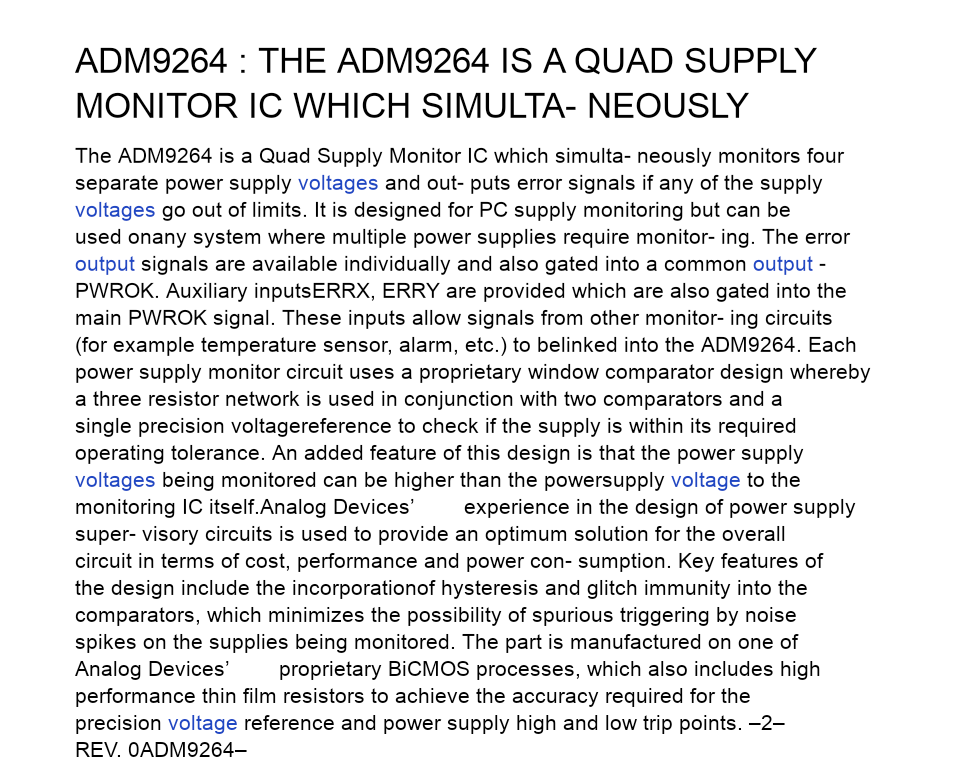 ADM9264 : THE ADM9264 IS A QUAD SUPPLY
MONITOR IC WHICH SIMULTA- NEOUSLY
The ADM9264 is a Quad Supply Monitor IC which simulta- neously monitors four
separate power supply voltages and out- puts error signals if any of the supply
voltages go out of limits. It is designed for PC supply monitoring but can be
used onany system where multiple power supplies require monitor- ing. The error
output signals are available individually and also gated into a common output -
PWROK. Auxiliary inputsERRX, ERRY are provided which are also gated into the
main PWROK signal. These inputs allow signals from other monitor- ing circuits
(for example temperature sensor, alarm, etc.) to belinked into the ADM9264. Each
power supply monitor circuit uses a proprietary window comparator design whereby
a three resistor network is used in conjunction with two comparators and a
single precision voltagereference to check if the supply is within its required
operating tolerance. An added feature of this design is that the power supply
voltages being monitored can be higher than the powersupply voltage to the
monitoring IC itself.Analog Devices’ experience in the design of power supply
super- visory circuits is used to provide an optimum solution for the overall
circuit in terms of cost, performance and power con- sumption. Key features of
the design include the incorporationof hysteresis and glitch immunity into the
comparators, which minimizes the possibility of spurious triggering by noise
spikes on the supplies being monitored. The part is manufactured on one of
Analog Devices’ proprietary BiCMOS processes, which also includes high
performance thin film resistors to achieve the accuracy required for the
precision voltage reference and power supply high and low trip points. –2–
REV. 0ADM9264–